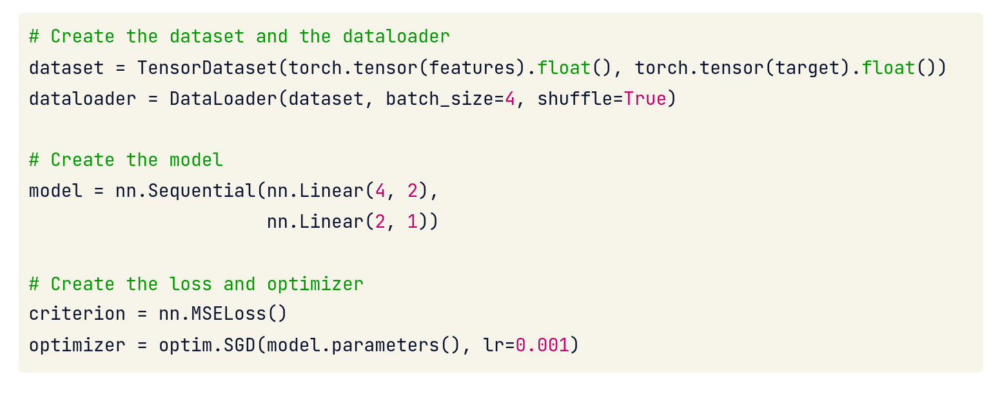 # Create the dataset and the dataloader
dataset = TensorDataset(torch.tensor(features).float(), torch.tensor(target).float())
dataloader = DataLoader(dataset, batch_size=4, shuffle=True)
# Create the model
model = nn.Sequential(nn.Linear(4, 2),
                      nn.Linear(2, 1))
# Create the loss and optimizer
criterion = nn.MSELoss()
optimizer = optim.SGD(model.parameters(), lr=0.001)